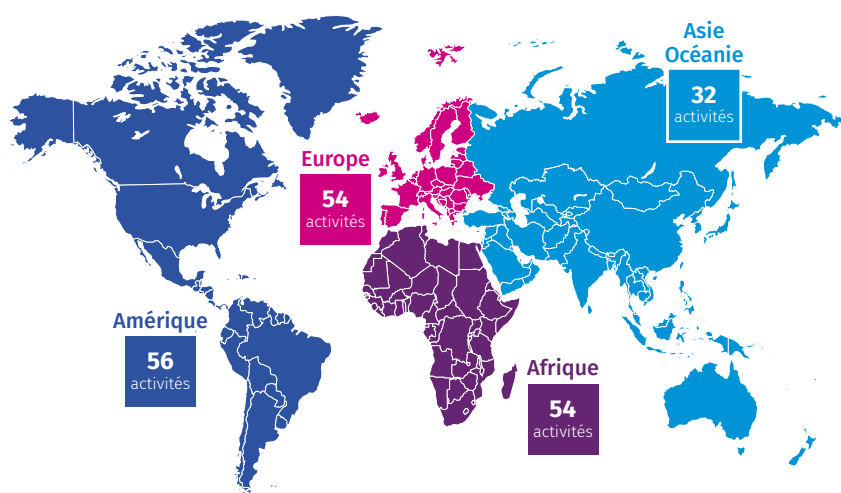 Asie
Océanie
32
activités
Europe
54
activités
Amérique
56
activités
Afrique
54
activités